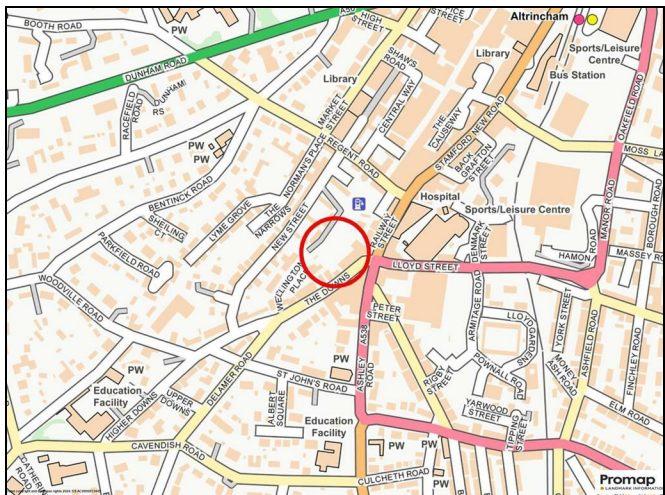 BOOTH ROAD
PW
A56
HIGH STREET
STREET
Altrincham
Library
Sports/Leisure
Centre
Bus Station
DUNHAM ROAD
SHAWS
ROAD
Library
CENTRAL WAY
THE
CAUSEWAY
STAMFORD NEW ROAD
OAKFIELD ROAD
RACEFIELD
ROAD
DUNHAM
RS
MARKET
STREET
MOSS LA
PW
PW
NORMAN'S PLACE
REGENT ROAD
BACK
GRAFTON
STREET
BENTINCK ROAD
THE
NARROWS
LYME GROVE
NEW STREET
Hospital
Sports/Leisure Centre
MANOR ROAD
BOROUGH ROAD
SHEILING
CT
PARKFIELD ROAD
RAILWAY
STREET
DENMARK
STREET
HAMON
ROAD
MASSEY RO
LLOYD STREET
WOODVILLE ROAD
WELLINGTON
PLACE
THE DOWNS
PETER
STREET
ARMITAGE ROAD
LLOYD
GARDENS
YORK STREET
ASHFIELD ROAD
FINCHLEY ROAD
A538
ASHLEY
ROAD
DELAMER ROAD
ST JOHN'S ROAD
PW
RIGBY
STREET
POWNALL
ROAD
MONEY
ASH ROAD
ELM ROAD
PW
Education
Facility
HIGHER DOWNS
UPPER
DOWNS
ALBERT
SQUARE
Education
Facility
YARWOOD
STREET
TIPPING
STREET
CAVENDISH ROAD
PW
PW
PW
CULCHETH ROAD
Promap
LANDMARK INFORMATION